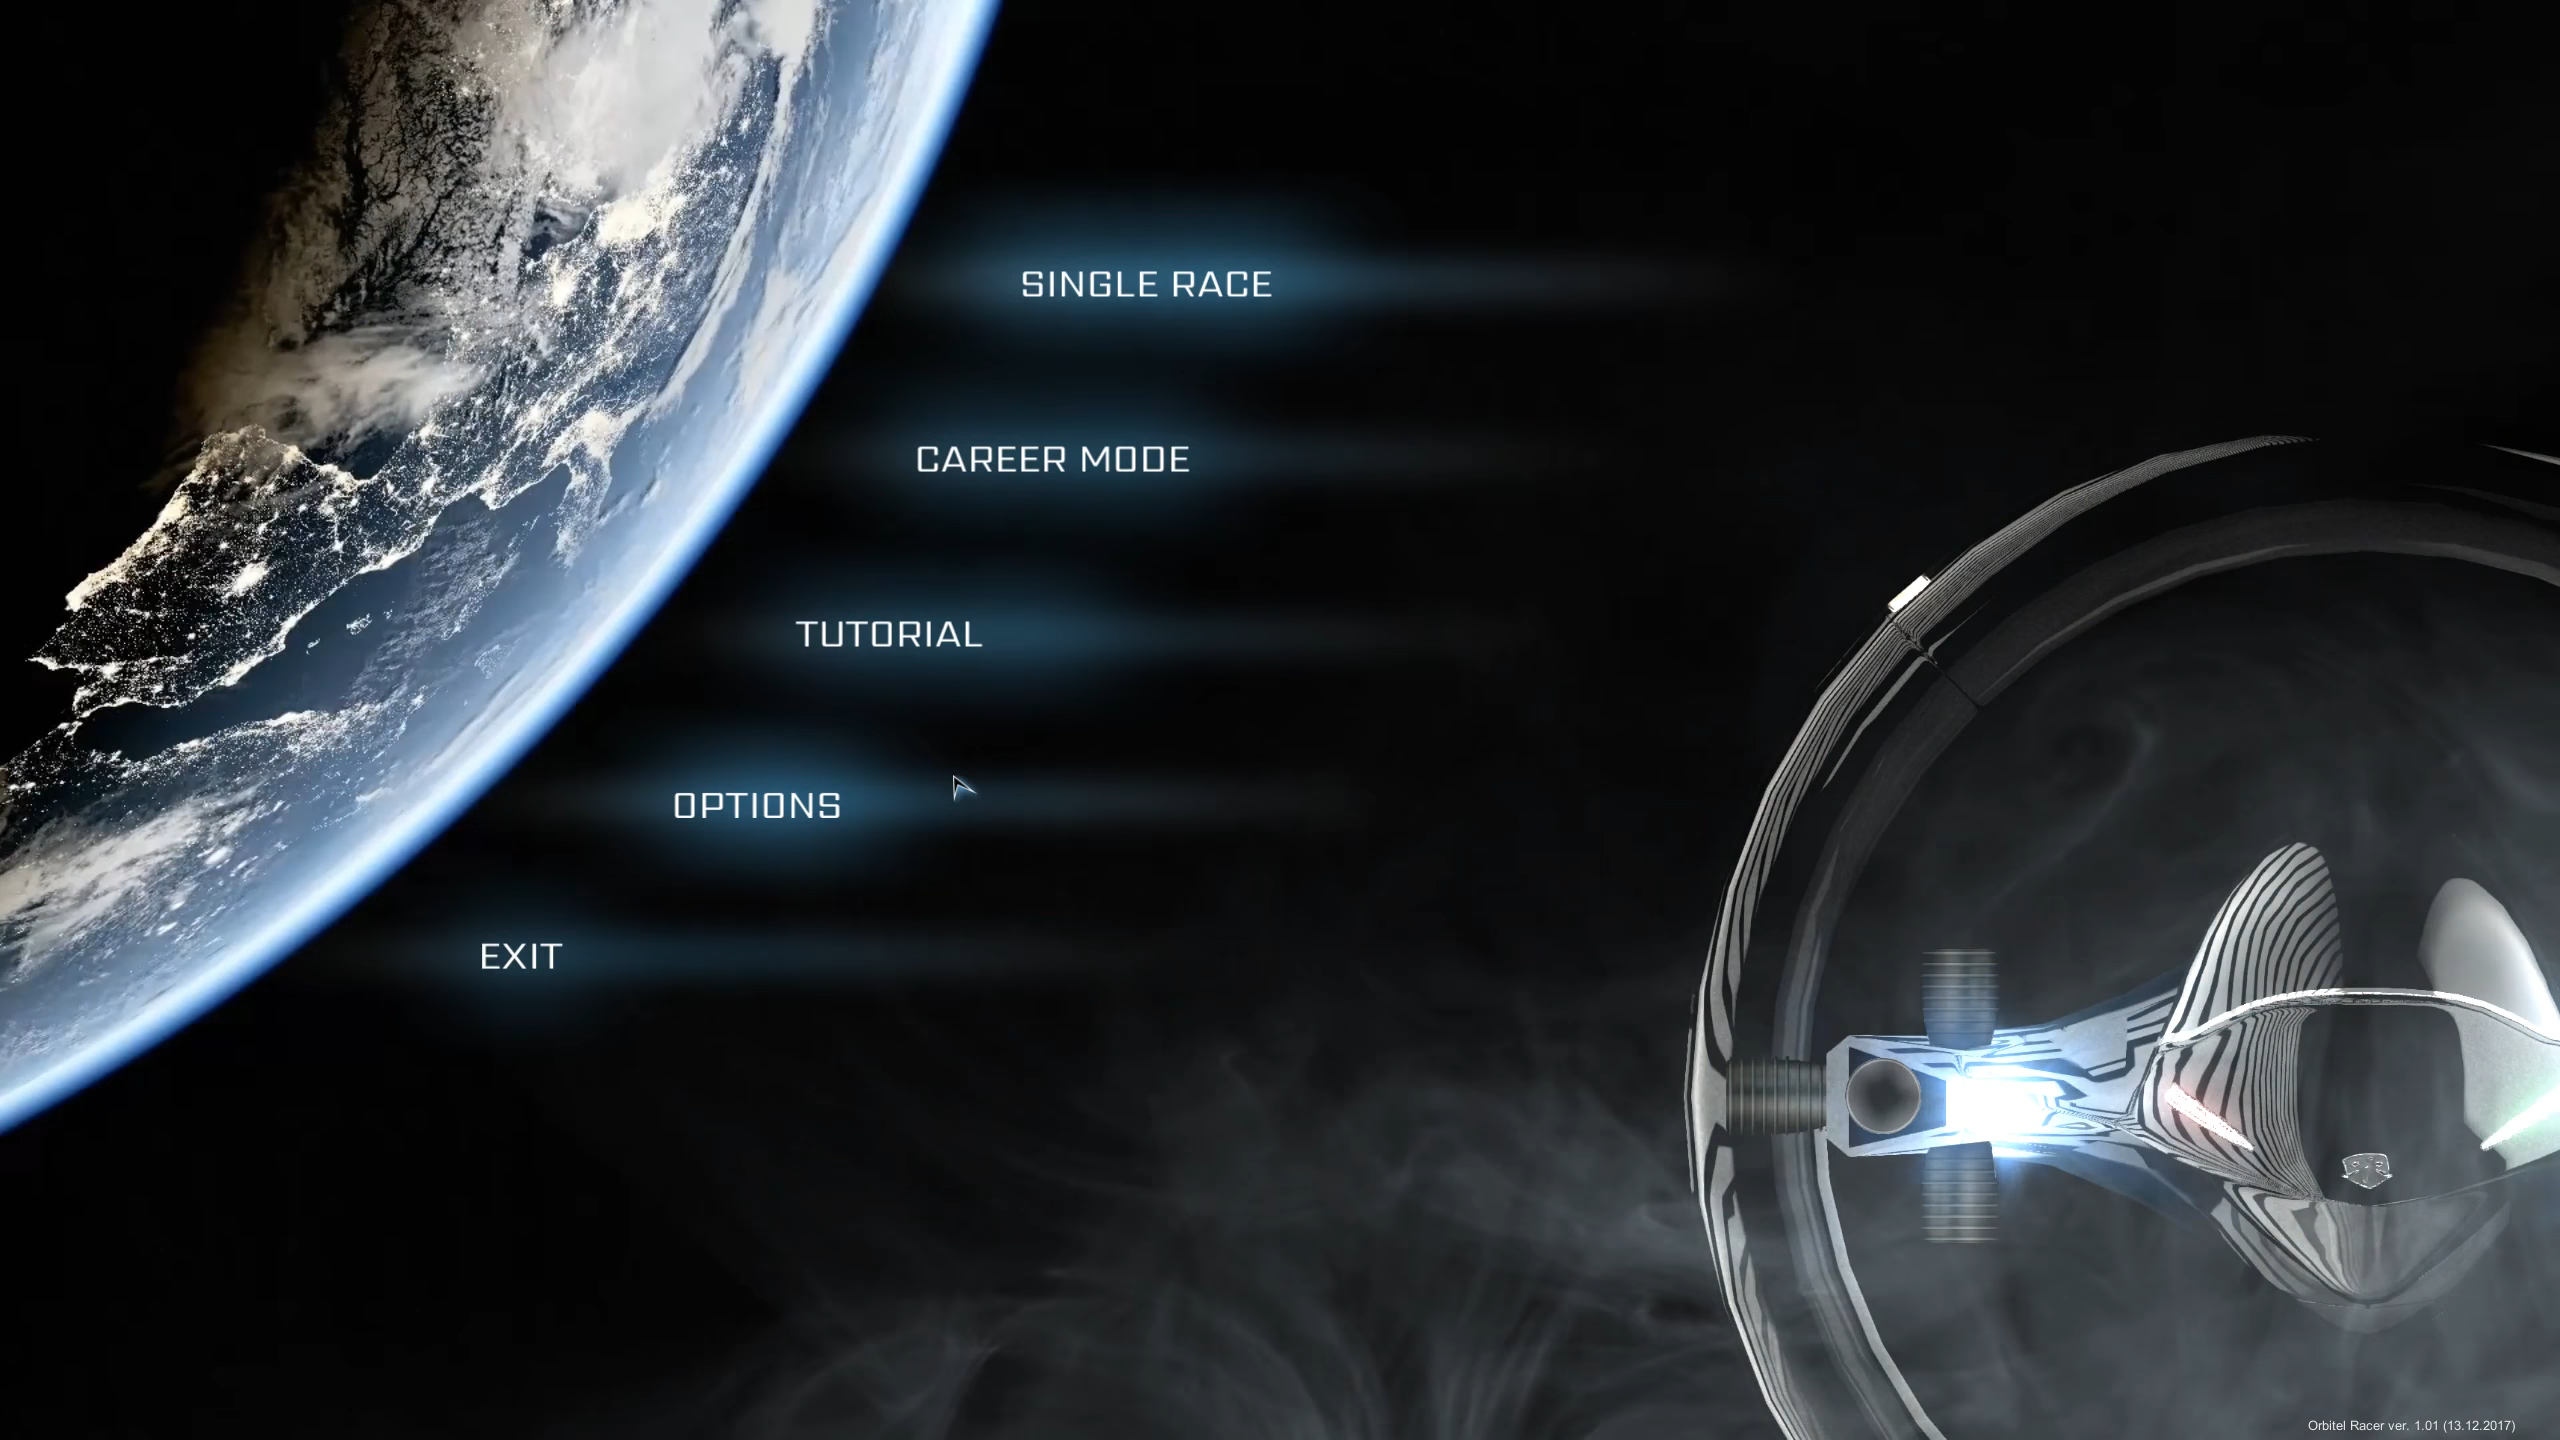 SINGLE RACE
CAREER MODE
TUTORIAL
OPTIONS
EXIT
Orbitel Racer ver. 1.01 (13.12.2017)